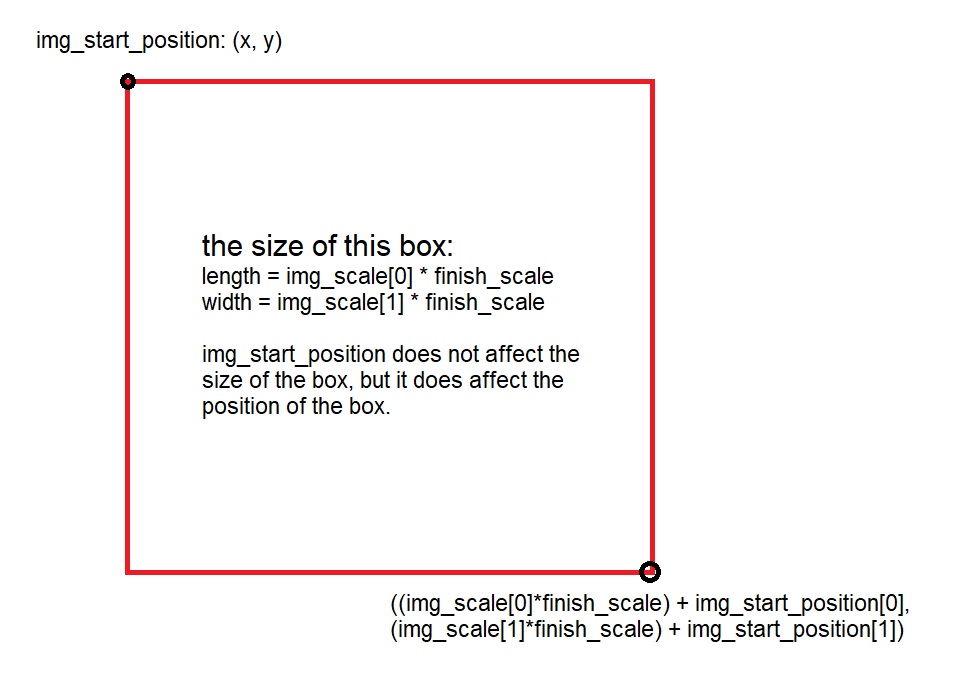 img_start_position: (x, y)
the size of this box:
length = img_scale[0] * finish_scale
width = img_scale[1] * finish_scale
img_start_position does not affect the
size of the box, but it does affect the
position of the box.
((img_scale[0]*finish_scale) + img_start_position[0],
(img_scale[1]*finish_scale) + img_start_position[1])